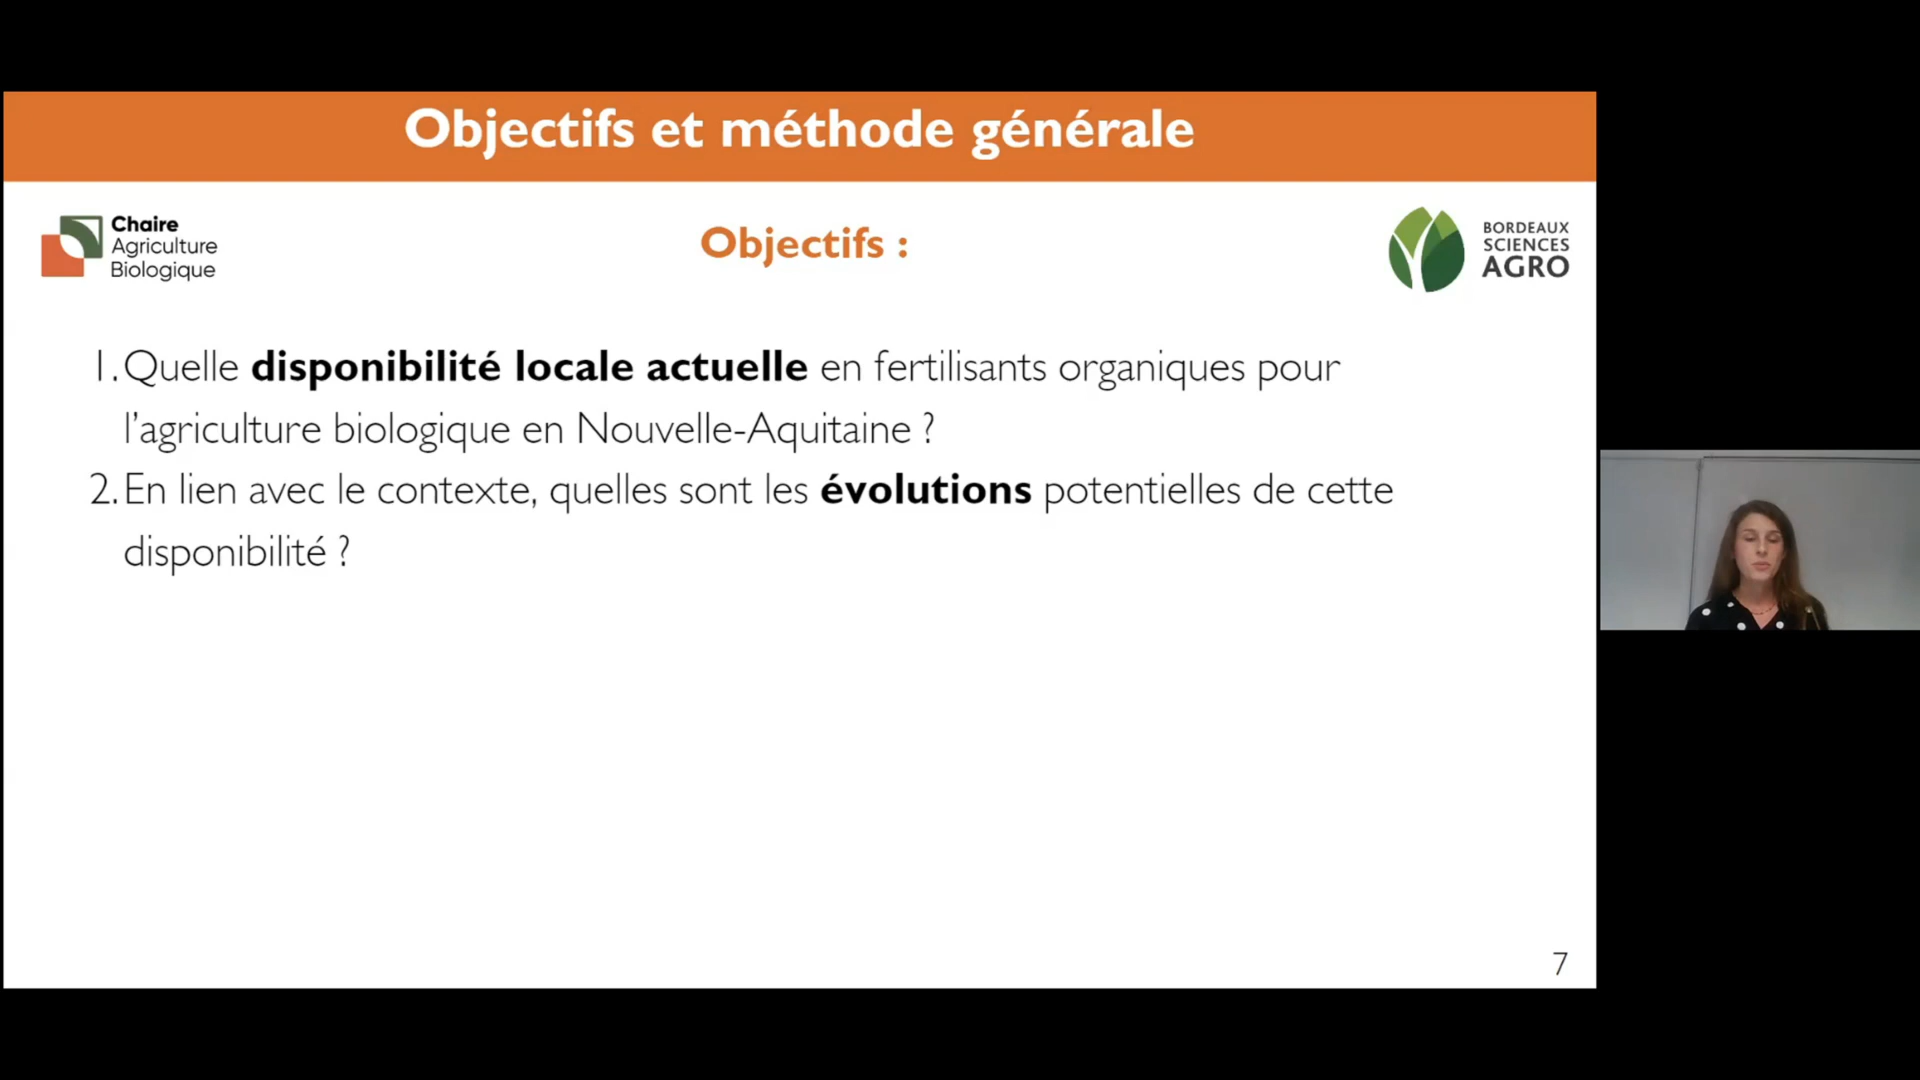 Objectifs et méthode générale
Chaire
Agriculture
Biologique
Objectifs :
BORDEAUX
SCIENCES
AGRO
1. Quelle disponibilité locale actuelle en fertilisants organiques pour
l’agriculture biologique en Nouvelle-Aquitaine ?
2. En lien avec le contexte, quelles sont les évolutions potentielles de cette
disponibilité ?
7